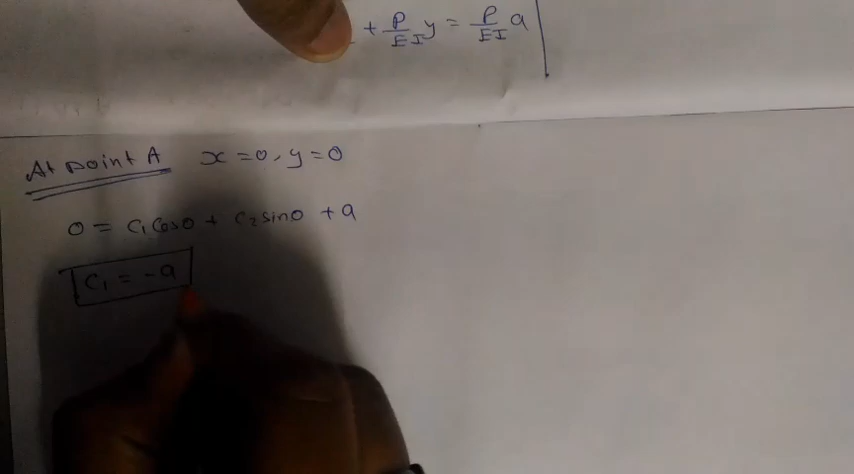 + P/EI y = P/EI a
At point A x = 0, y = 0
0 = C₁ cos0 + C₂ sin0 + a
C₁ = -a